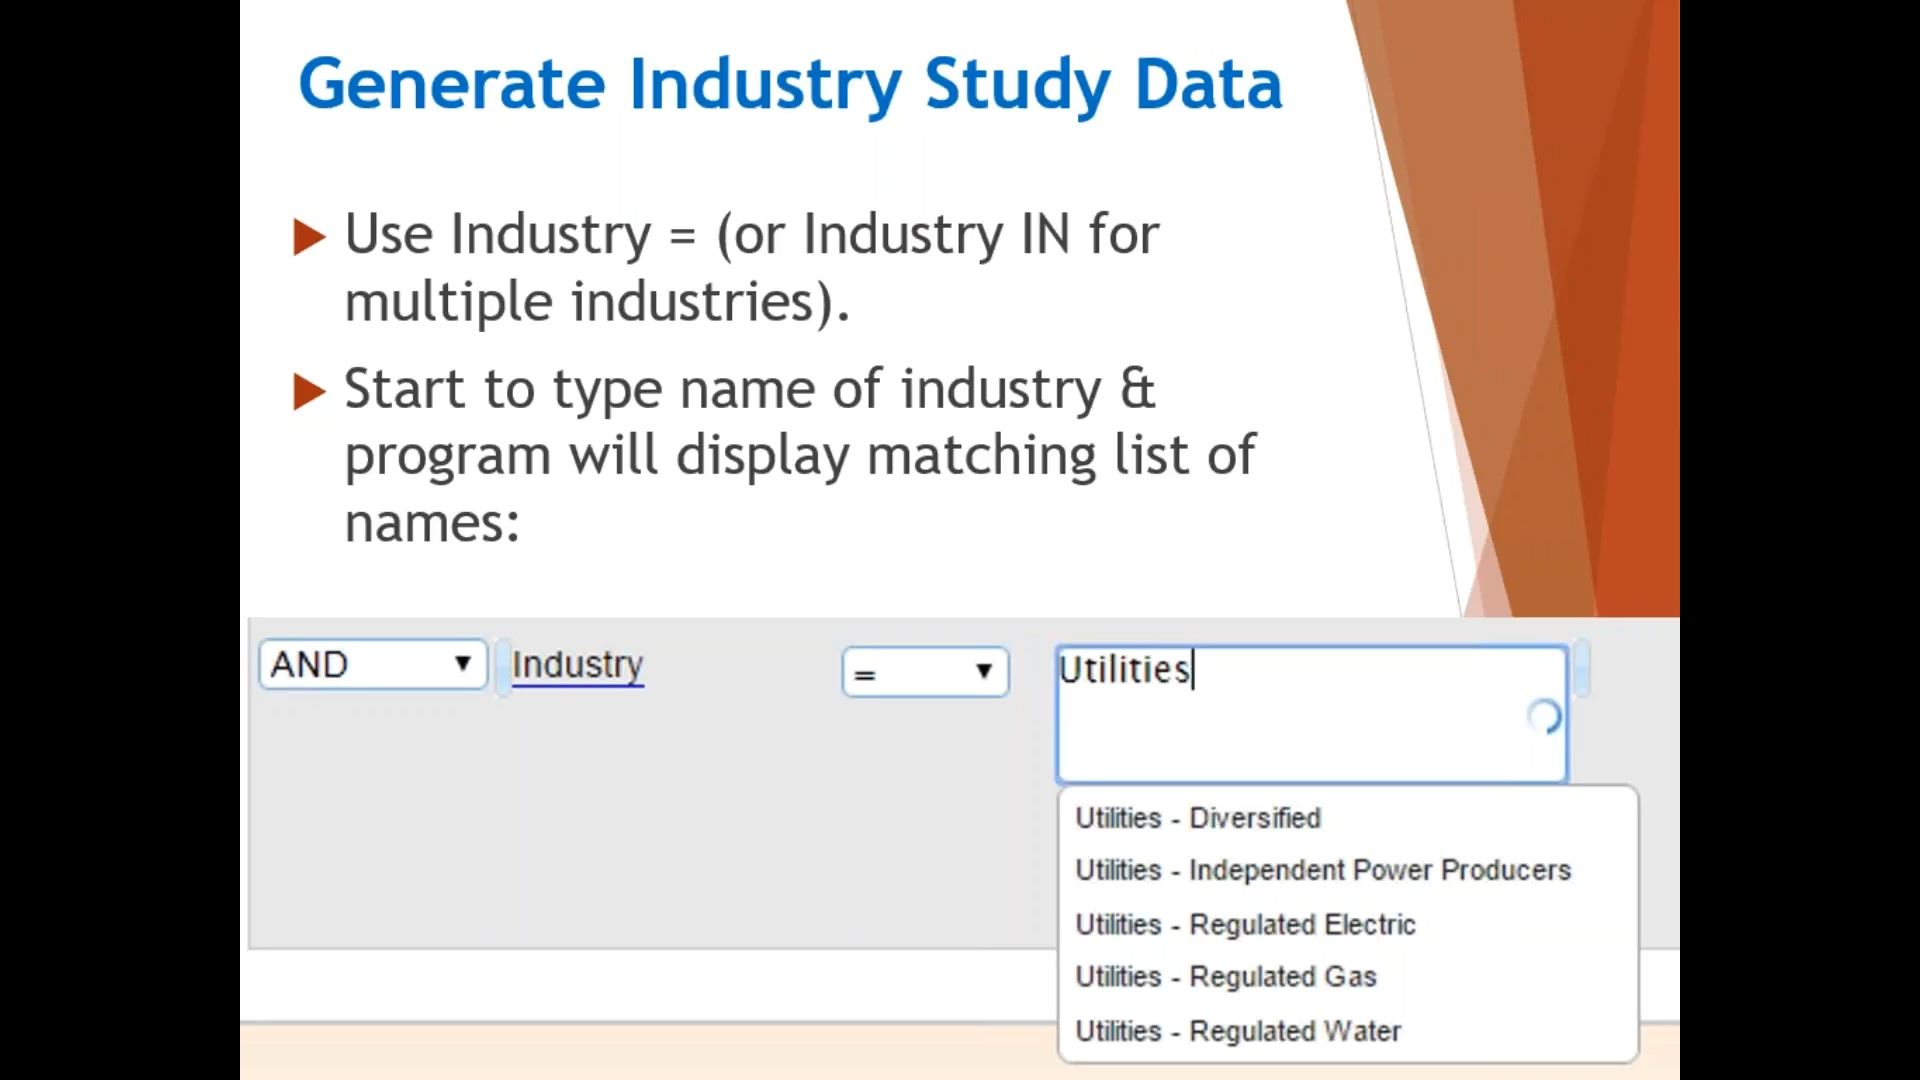 Generate Industry Study Data
Use Industry = (or Industry IN for
multiple industries).
Start to type name of industry &
program will display matching list of
names:
AND Industry = Utilities
Utilities - Diversified
Utilities - Independent Power Producers
Utilities - Regulated Electric
Utilities - Regulated Gas
Utilities - Regulated Water